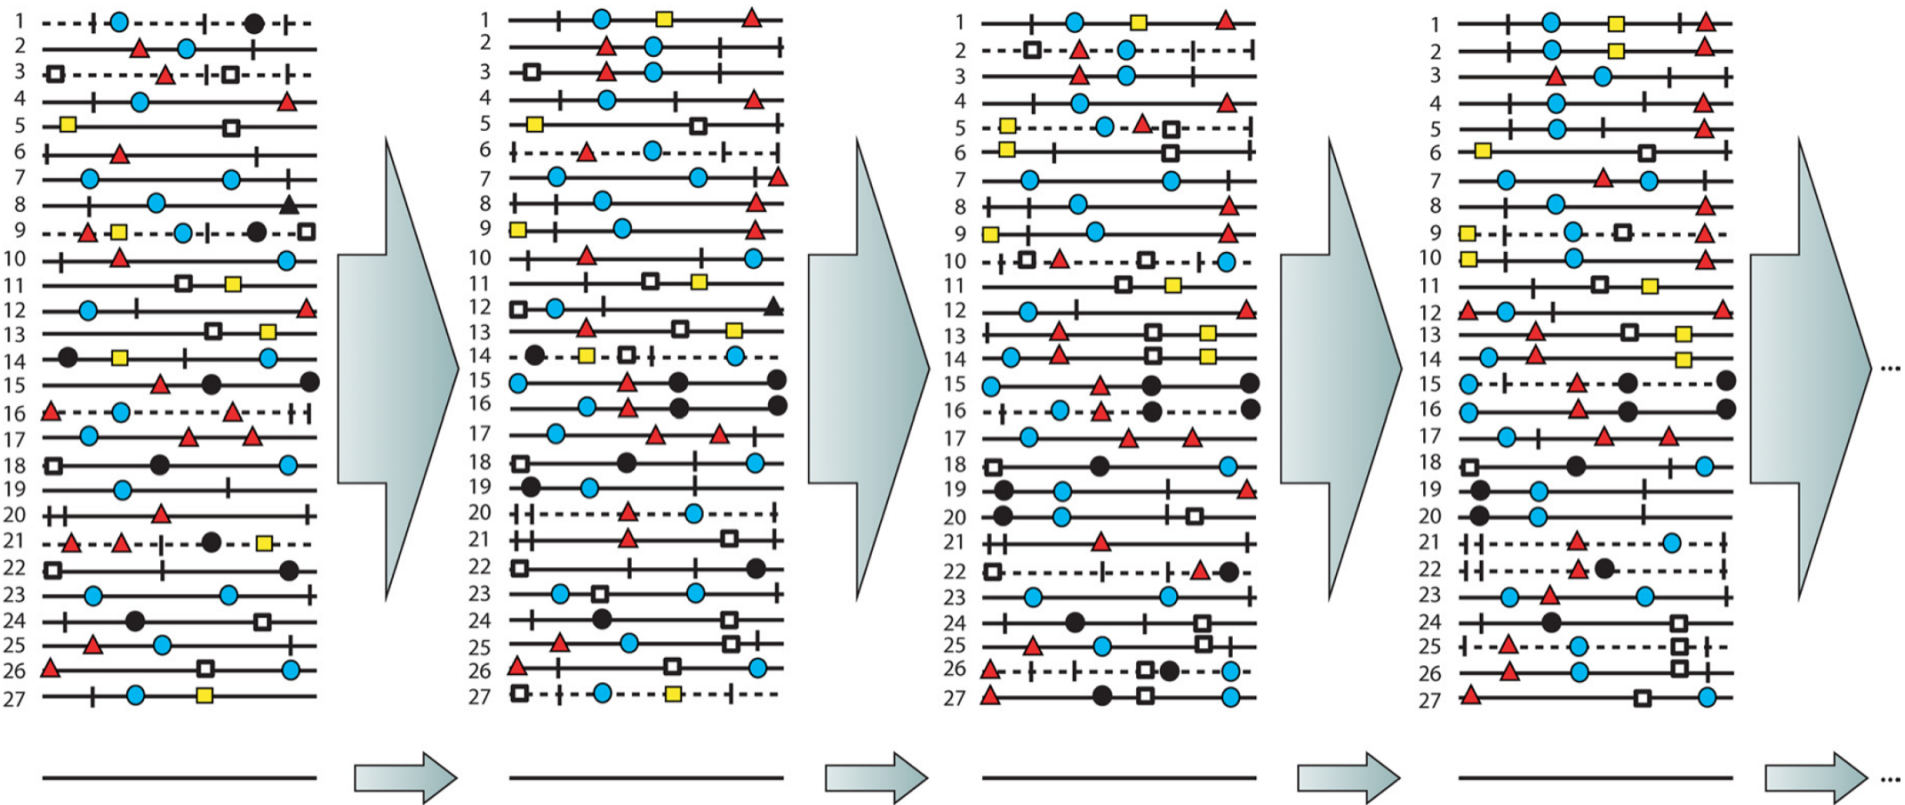 1 1 1 1
2 2 2 2
3 3 3 3
4 4 4 4
5 5 5 5
6 6 6 6
7 7 7 7
8 8 8 8
9 9 9 9
10 10 10 10
11 11 11 11
12 12 12 12
13 13 13 13
14 14 14 14
15 15 15 15
16 16 16 16
17 17 17 17
18 18 18 18
19 19 19 19
20 20 20 20
21 21 21 21
22 22 22 22
23 23 23 23
24 24 24 24
25 25 25 25
26 26 26 26
27 27 27 27
...
...